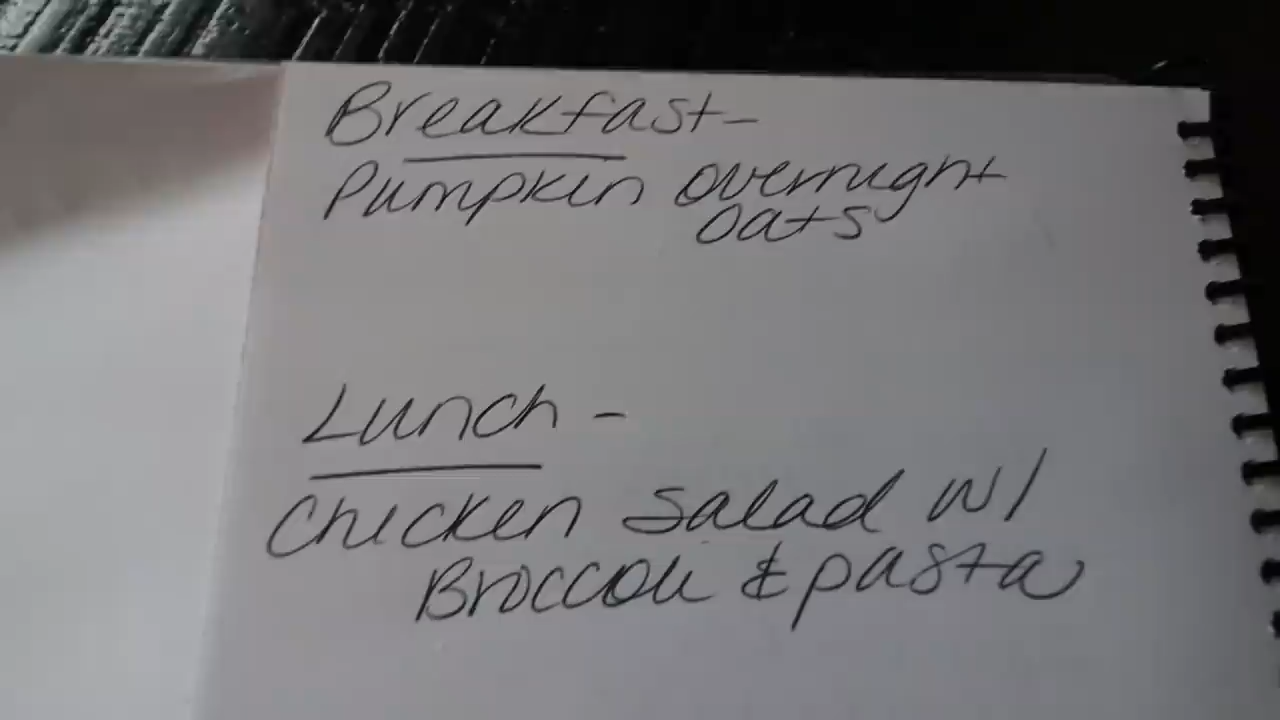 Breakfast-
Pumpkin overnight
oats
Lunch -
Chicken salad w/
Broccoli & pasta